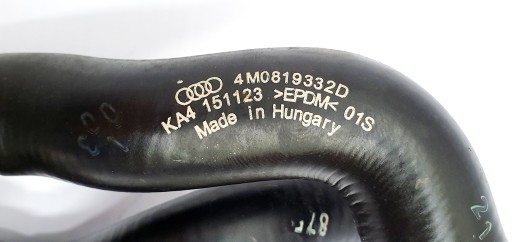 4M0819332D
KA4 151123 >EPDM< 01S
Made in Hungary